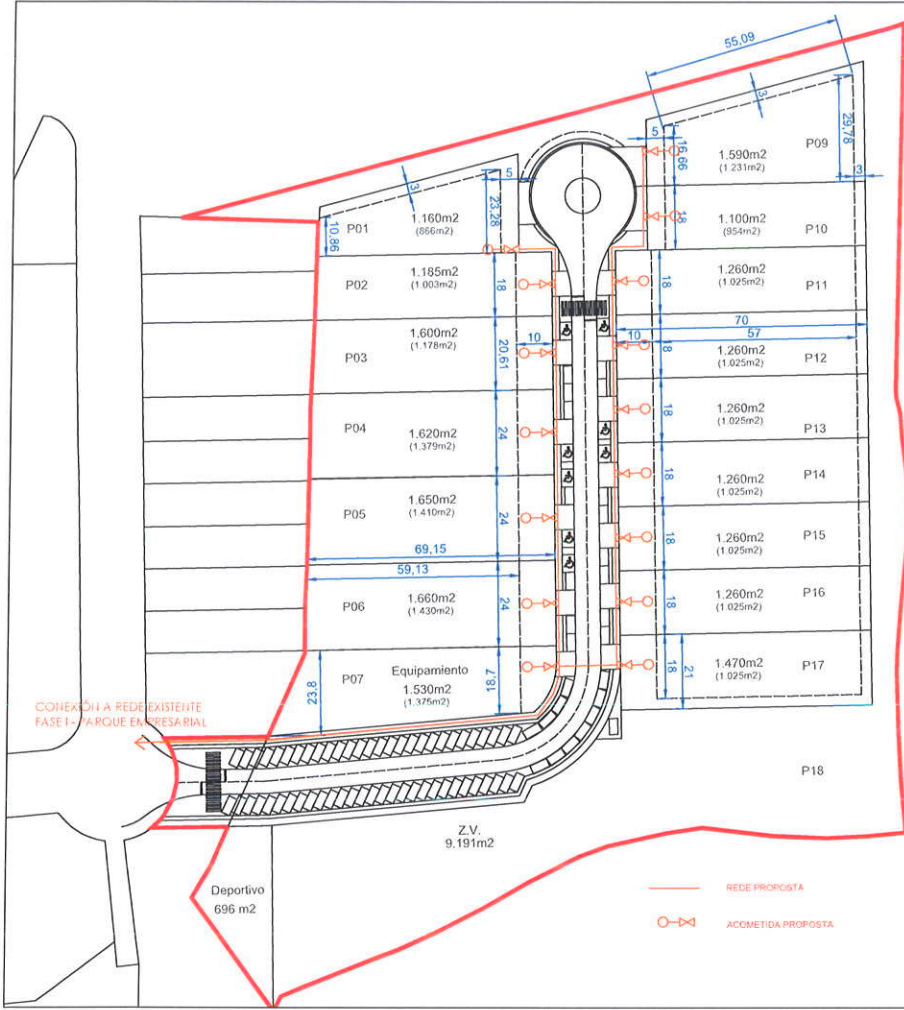 55,09
3
5
16,66
29,78
1.590m2
(1.231m2)
P09
3
3
5
23,28
10,86
P01
1.160m2
(866m2)
18
1.100m2
(954m2)
P10
P02
1.185m2
(1.003m2)
18
18
1.260m2
(1.025m2)
P11
70
57
P03
1.600m2
(1.178m2)
20,61
10
10
8
1.260m2
(1.025m2)
P12
P04
1.620m2
(1.379m2)
24
18
1.260m2
(1.025m2)
P13
18
1.260m2
(1.025m2)
P14
P05
1.650m2
(1.410m2)
24
69,15
59,13
18
1.260m2
(1.025m2)
P15
P06
1.660m2
(1.430m2)
24
18
1.260m2
(1.025m2)
P16
P07
Equipamiento
1.530m2
(1.375m2)
23,8
18,7
18
21
1.470m2
(1.025m2)
P17
CONEXIÓN A REDE EXISTENTE
FASE I - PARQUE EMPRESARIAL
P18
Z.V.
9.191m2
Deportivo
696 m2
REDE PROPOSTA
ACOMETIDA PROPOSTA